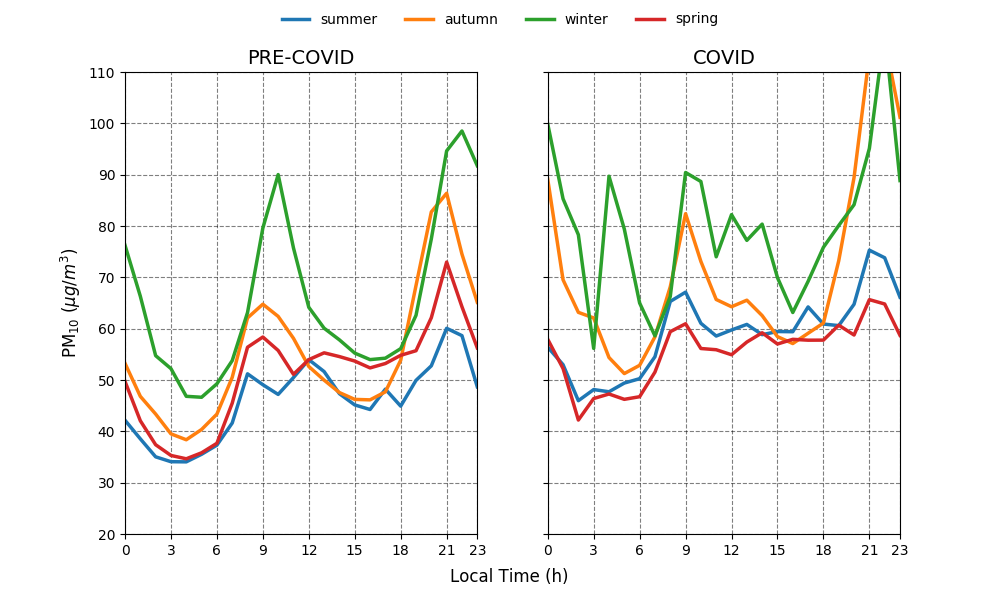 summer autumn winter spring
PRE-COVID COVID
110
100
90
80
70
60
50
40
30
20
PM₁₀ (μg/m³)
0 3 6 9 12 15 18 21 23 0 3 6 9 12 15 18 21 23
Local Time (h)